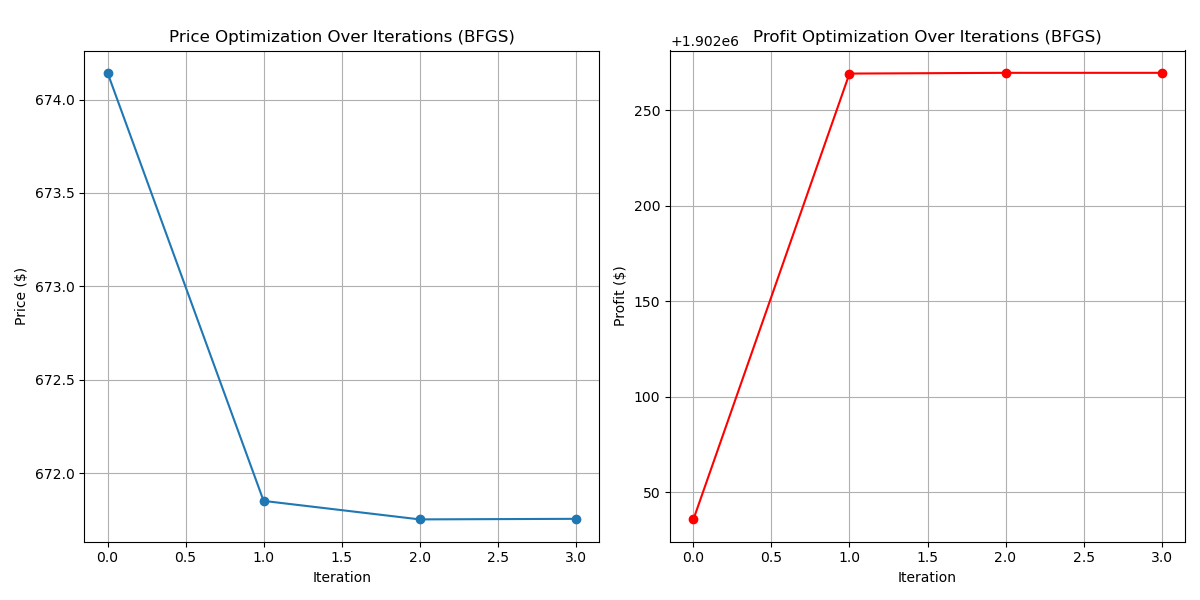 Price Optimization Over Iterations (BFGS)
674.0
673.5
673.0
672.5
672.0
Price ($)
0.0 0.5 1.0 1.5 2.0 2.5 3.0
Iteration
Profit Optimization Over Iterations (BFGS)
+1.902e6
250
200
150
100
50
Profit ($)
0.0 0.5 1.0 1.5 2.0 2.5 3.0
Iteration